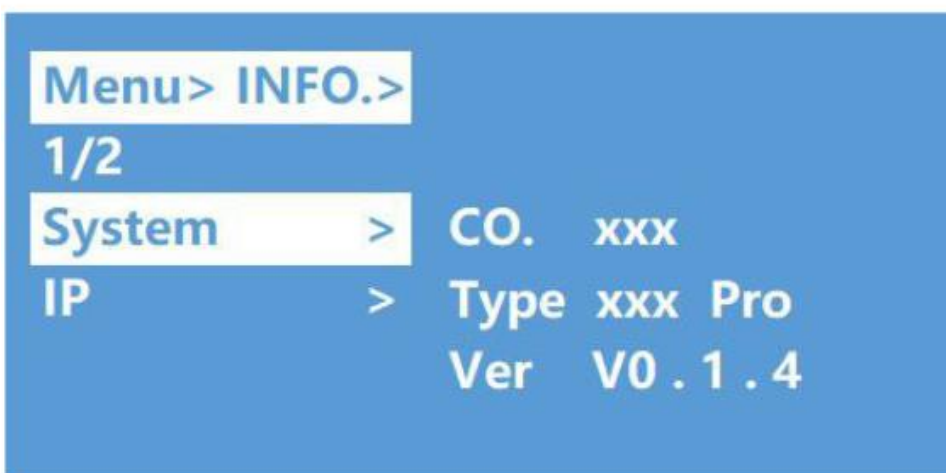 Menu> INFO.>
1/2
System > CO. xxx
IP > Type xxx Pro
Ver V0 . 1 . 4